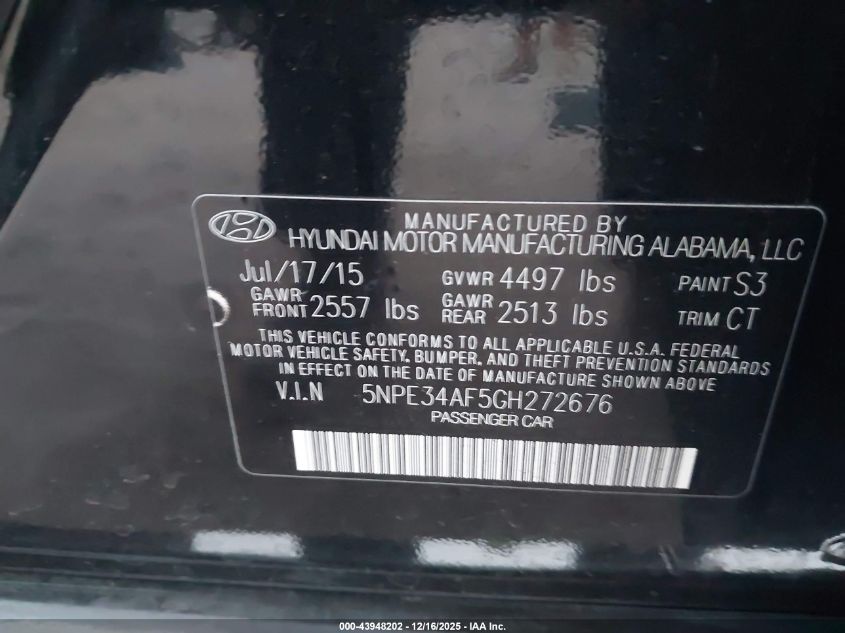 MANUFACTURED BY
HYUNDAI MOTOR MANUFACTURING ALABAMA, LLC
Jul/17/15 GVWR 4497 lbs PAINT S3
GAWR FRONT 2557 lbs GAWR REAR 2513 lbs TRIM CT
THIS VEHICLE CONFORMS TO ALL APPLICABLE U.S.A. FEDERAL
MOTOR VEHICLE SAFETY, BUMPER, AND THEFT PREVENTION STANDARDS
IN EFFECT ON THE DATE OF MANUFACTURE SHOWN ABOVE
V.I.N 5NPE34AF5GH272676
PASSENGER CAR
000-43948202 - 12/16/2025 - IAA Inc.